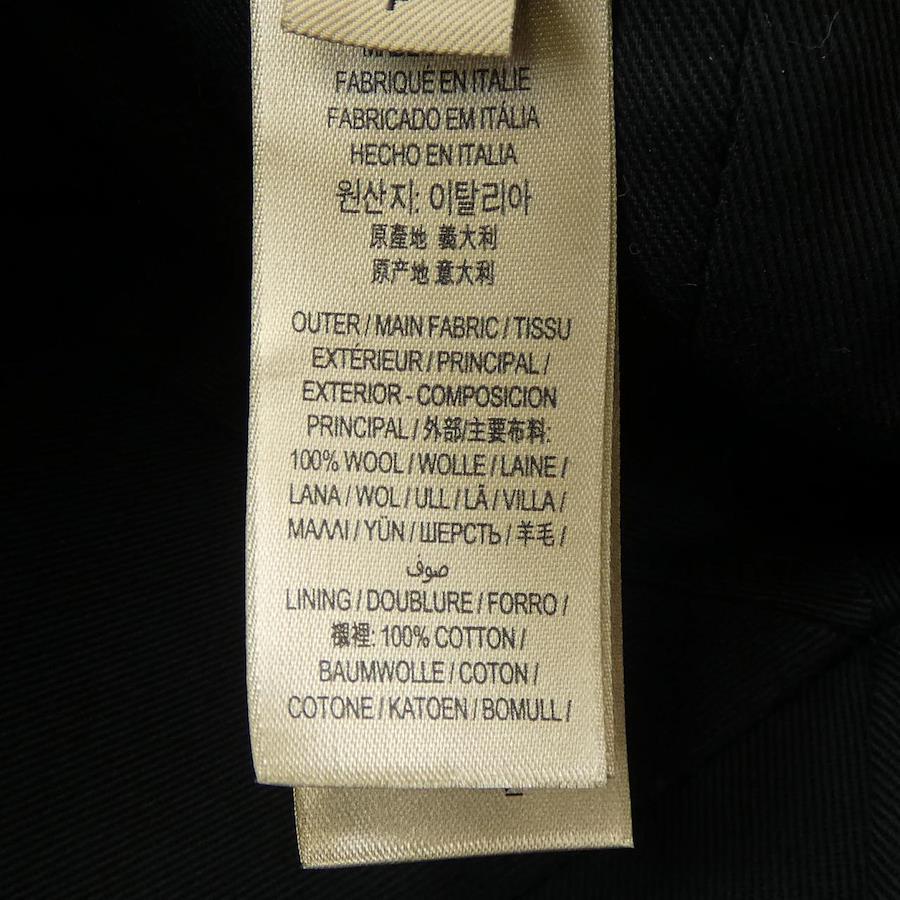 FABRIQUÉ EN ITALIE
FABRICADO EM ITÁLIA
HECHO EN ITALIA
원산지: 이탈리아
原產地 義大利
原产地 意大利
OUTER / MAIN FABRIC / TISSU
EXTÉRIEUR / PRINCIPAL /
EXTERIOR - COMPOSICION
PRINCIPAL / 外部/主要布料:
100% WOOL / WOLLE / LAINE /
LANA / WOL / ULL / LÃ / VILLA /
ΜΑΛΛΙ / YÜN / ШЕРСТЬ / 羊毛 /
صوف
LINING / DOUBLURE / FORRO /
襯裡: 100% COTTON /
BAUMWOLLE / COTON /
COTONE / KATOEN / BOMULL /